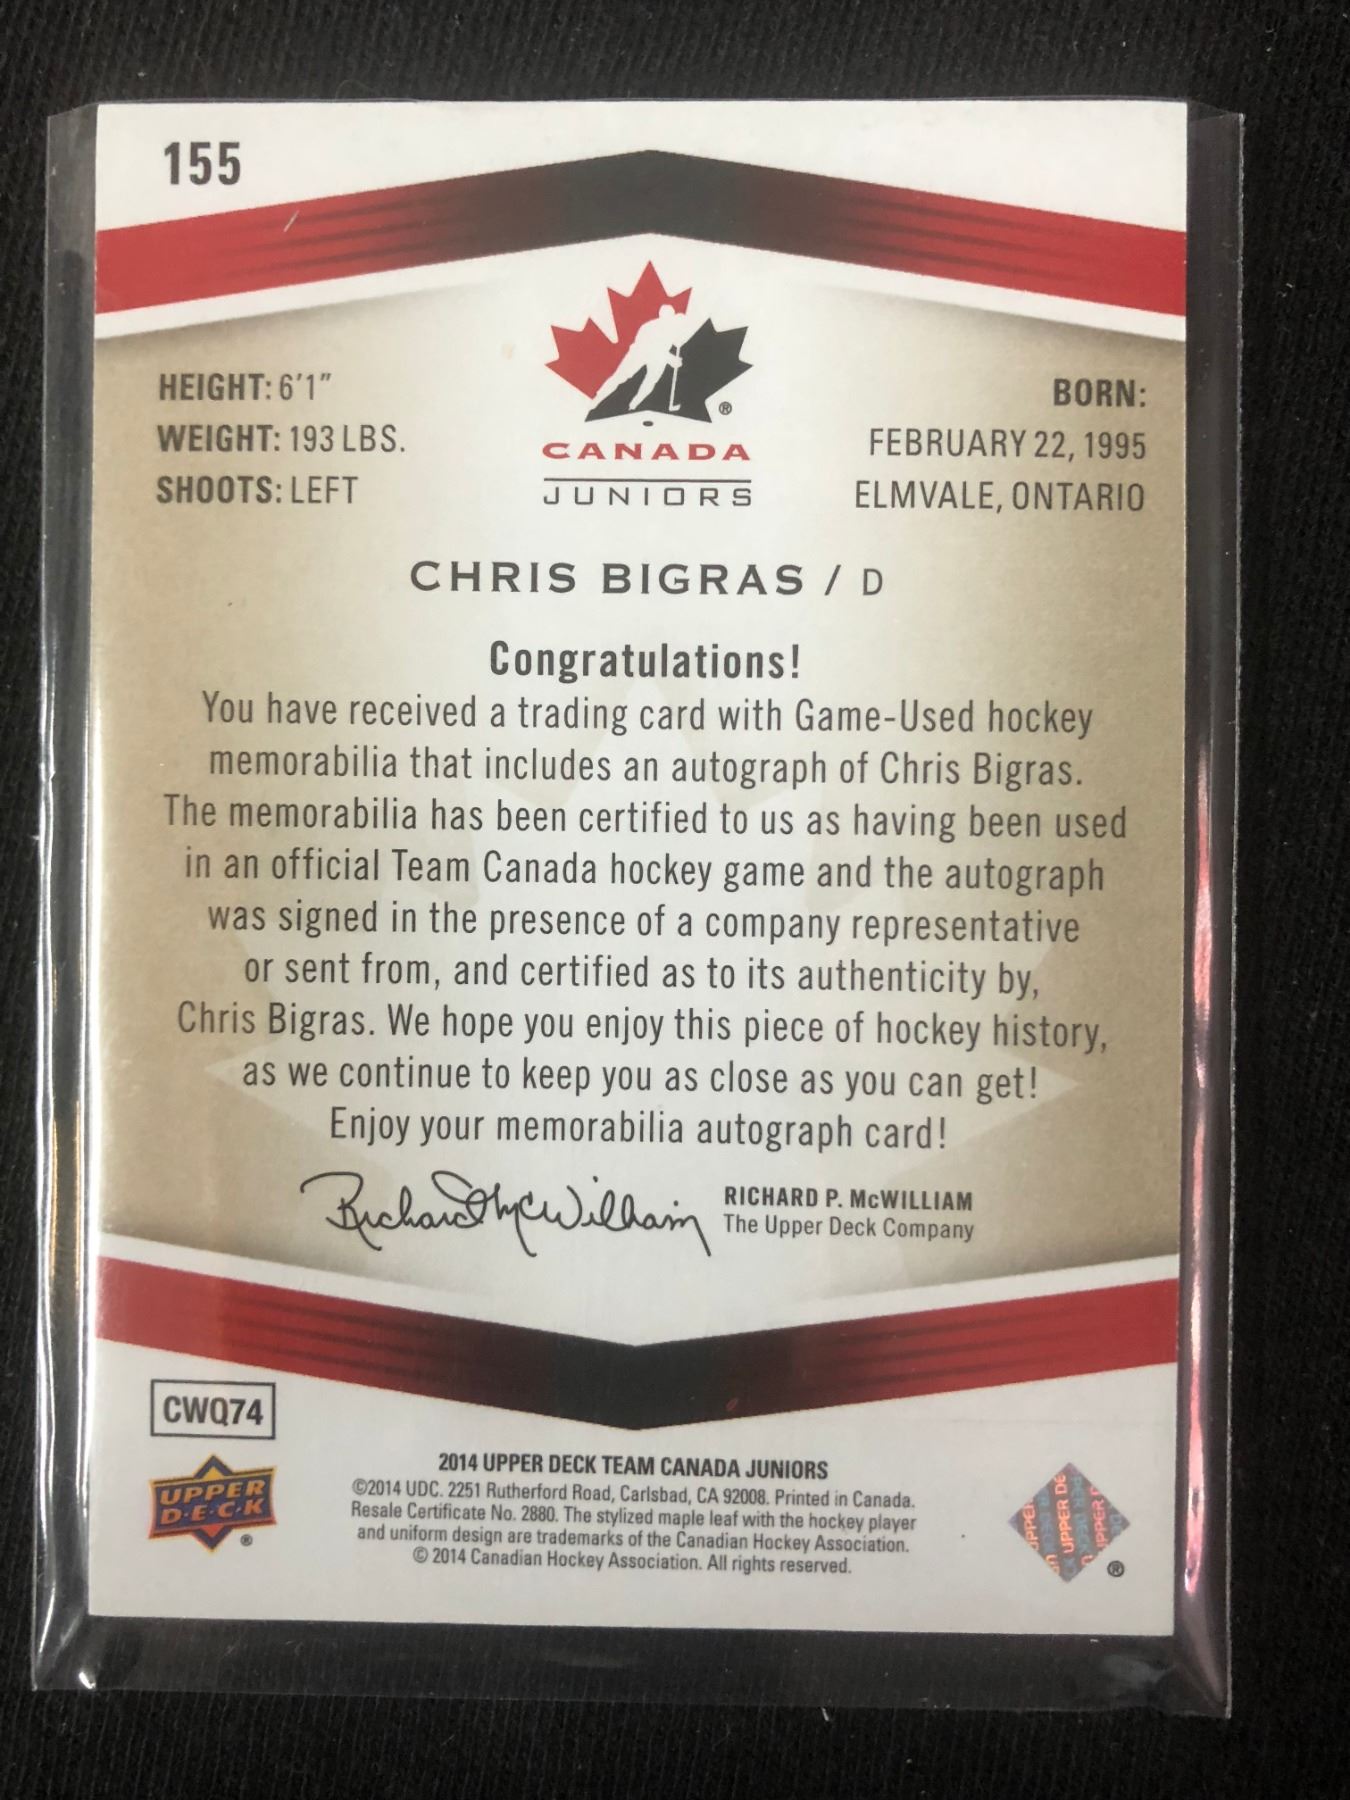 155
HEIGHT: 6'1"
WEIGHT: 193 LBS.
SHOOTS: LEFT
®
CANADA
JUNIORS
BORN:
FEBRUARY 22, 1995
ELMVALE, ONTARIO
CHRIS BIGRAS / D
Congratulations!
You have received a trading card with Game-Used hockey
memorabilia that includes an autograph of Chris Bigras.
The memorabilia has been certified to us as having been used
in an official Team Canada hockey game and the autograph
was signed in the presence of a company representative
or sent from, and certified as to its authenticity by,
Chris Bigras. We hope you enjoy this piece of hockey history,
as we continue to keep you as close as you can get!
Enjoy your memorabilia autograph card!
Richard McWilliam
RICHARD P. McWILLIAM
The Upper Deck Company
CWQ74
UPPER
D·E·C·K
®
2014 UPPER DECK TEAM CANADA JUNIORS
©2014 UDC. 2251 Rutherford Road, Carlsbad, CA 92008. Printed in Canada.
Resale Certificate No. 2880. The stylized maple leaf with the hockey player
and uniform design are trademarks of the Canadian Hockey Association.
© 2014 Canadian Hockey Association. All rights reserved.
UPPER DE
®